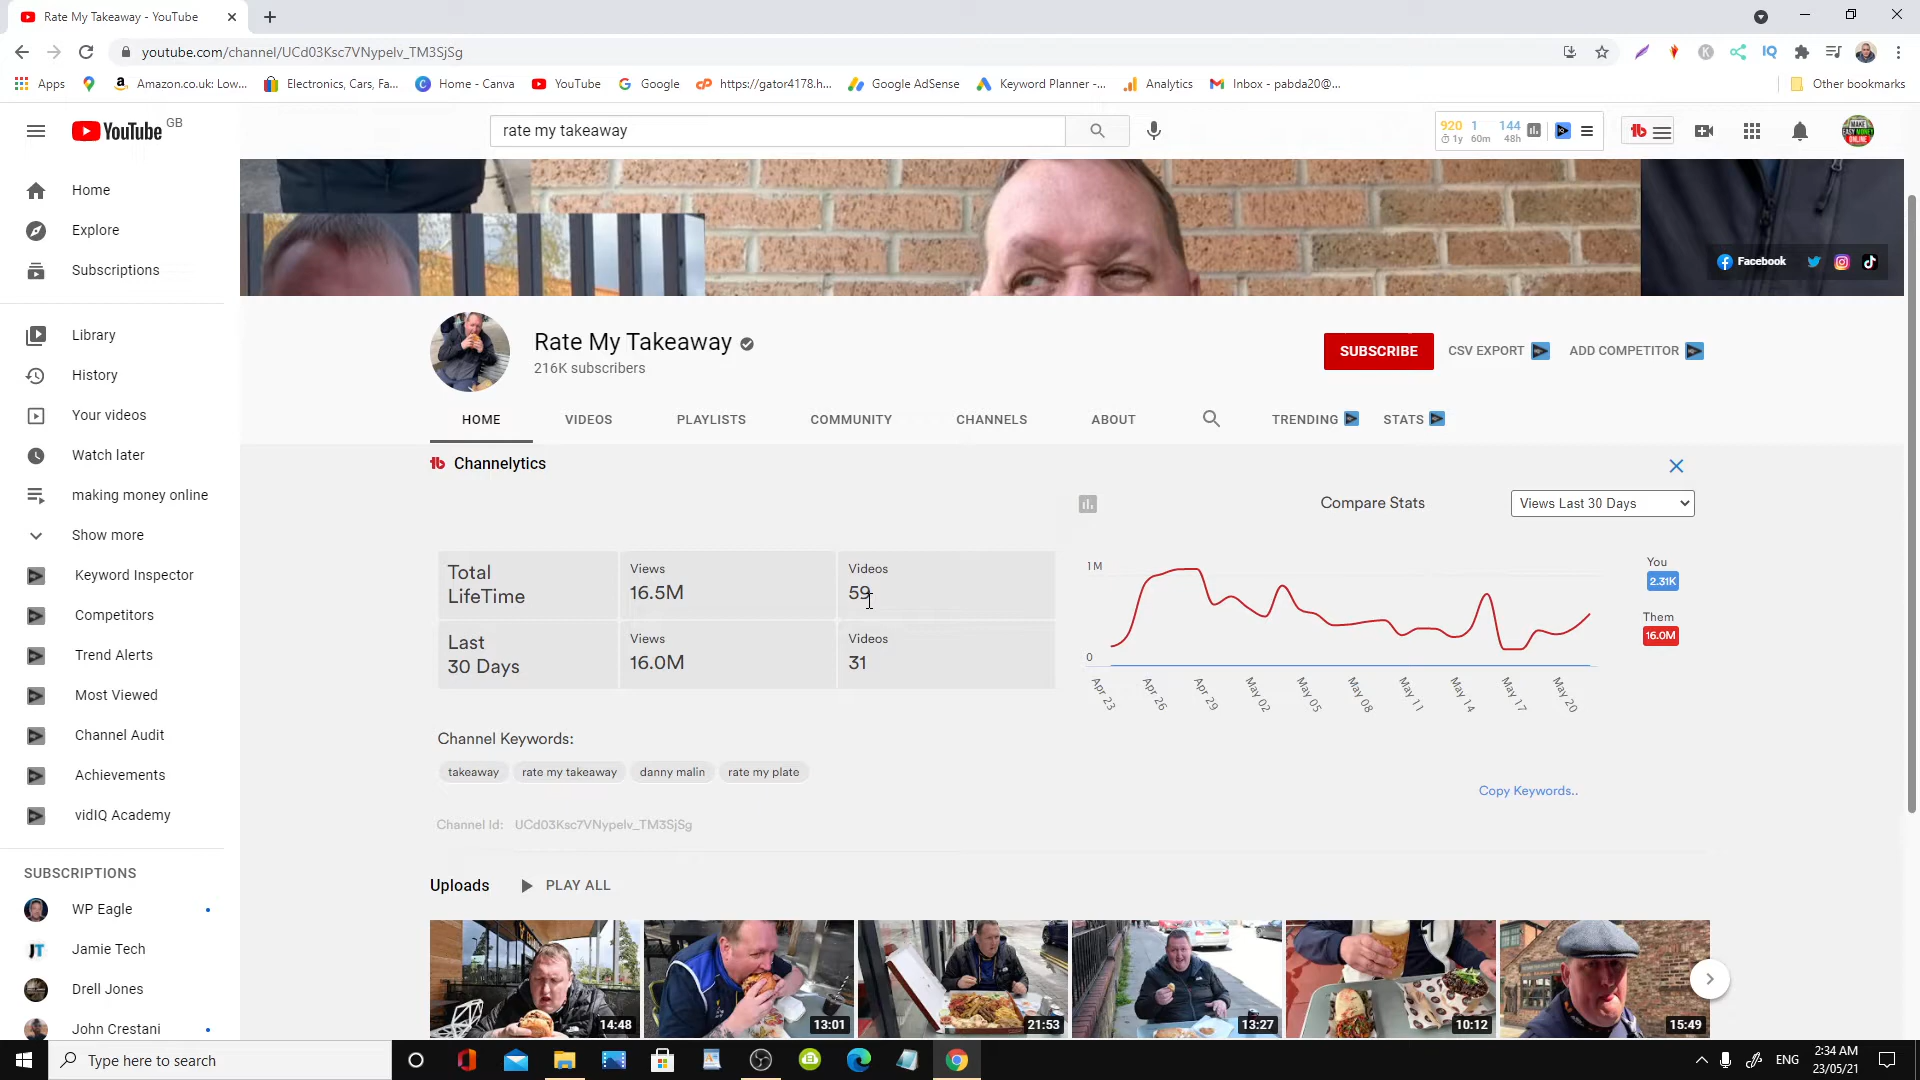 Rate My Takeaway - YouTube
youtube.com/channel/UCd03Ksc7VNypelv_TM3SjSg
Apps
Amazon.co.uk: Low...
Electronics, Cars, Fa...
Home - Canva
YouTube
Google
https://gator4178.h...
Google AdSense
Keyword Planner -...
Analytics
Inbox - pabda20@...
Other bookmarks
YouTube GB
rate my takeaway
920 1 144
1y 60m 48h
Home
Explore
Subscriptions
Library
History
Your videos
Watch later
making money online
Show more
Keyword Inspector
Competitors
Trend Alerts
Most Viewed
Channel Audit
Achievements
vidIQ Academy
SUBSCRIPTIONS
WP Eagle
Jamie Tech
Drell Jones
John Crestani
Facebook
Rate My Takeaway
216K subscribers
SUBSCRIBE
CSV EXPORT
ADD COMPETITOR
HOME
VIDEOS
PLAYLISTS
COMMUNITY
CHANNELS
ABOUT
TRENDING
STATS
Channelytics
Compare Stats
Views Last 30 Days
Total
LifeTime
Views
16.5M
Videos
59
Last
30 Days
Views
16.0M
Videos
31
1M
0
Apr 23
Apr 26
Apr 29
May 02
May 05
May 08
May 11
May 14
May 17
May 20
You
2.31K
Them
16.0M
Channel Keywords:
takeaway
rate my takeaway
danny malin
rate my plate
Copy Keywords..
Channel Id: UCd03Ksc7VNypelv_TM3SjSg
Uploads
PLAY ALL
14:48
13:01
21:53
13:27
10:12
15:49
Type here to search
ENG
2:34 AM
23/05/21